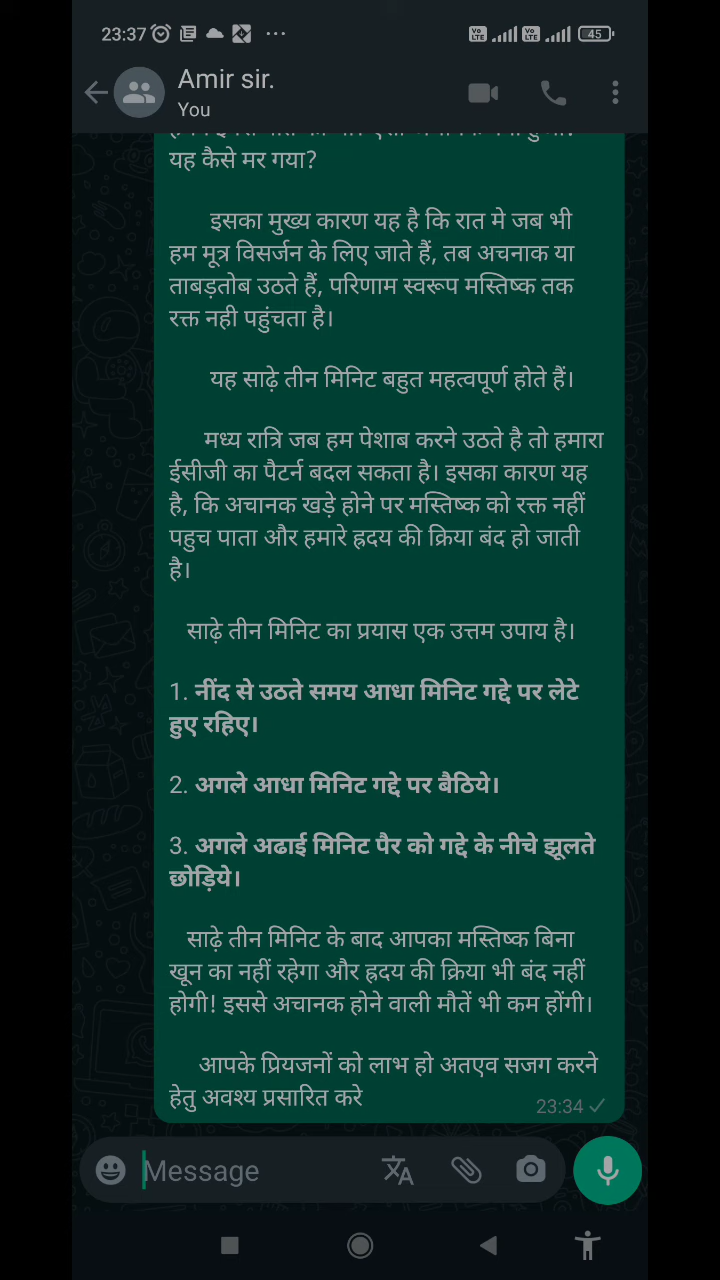 23:37
Vo LTE
Vo LTE
45
Amir sir.
You
यह कैसे मर गया?
इसका मुख्य कारण यह है कि रात मे जब भी
हम मूत्र विसर्जन के लिए जाते हैं, तब अचनाक या
ताबड़तोब उठते हैं, परिणाम स्वरूप मस्तिष्क तक
रक्त नही पहुंचता है।
यह साढ़े तीन मिनिट बहुत महत्वपूर्ण होते हैं।
मध्य रात्रि जब हम पेशाब करने उठते है तो हमारा
ईसीजी का पैटर्न बदल सकता है। इसका कारण यह
है, कि अचानक खड़े होने पर मस्तिष्क को रक्त नहीं
पहुच पाता और हमारे ह्रदय की क्रिया बंद हो जाती
है।
साढ़े तीन मिनिट का प्रयास एक उत्तम उपाय है।
1. नींद से उठते समय आधा मिनिट गद्दे पर लेटे
हुए रहिए।
2. अगले आधा मिनिट गद्दे पर बैठिये।
3. अगले अढाई मिनिट पैर को गद्दे के नीचे झूलते
छोड़िये।
साढ़े तीन मिनिट के बाद आपका मस्तिष्क बिना
खून का नहीं रहेगा और ह्रदय की क्रिया भी बंद नहीं
होगी! इससे अचानक होने वाली मौतें भी कम होंगी।
आपके प्रियजनों को लाभ हो अतएव सजग करने
हेतु अवश्य प्रसारित करे
23:34
Message